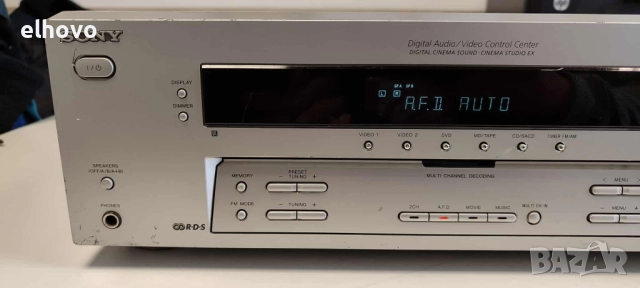 elhovo
SONY
Digital Audio/Video Control Center
DIGITAL CINEMA SOUND · CINEMA STUDIO EX
I/⏻
DISPLAY
DIMMER
SP A SP B
L R
A.F.D. AUTO
VIDEO 1 VIDEO 2 DVD MD/TAPE CD/SACD TUNER FM/AM
SPEAKERS
(OFF/A/B/A+B)
MULTI CHANNEL DECODING
MEMORY
PRESET
− TUNING +
< MENU
FM MODE
− TUNING +
2CH A.F.D. MOVIE MUSIC
MULTI CH IN
− MENU +
PHONES
R·D·S
BAZAR